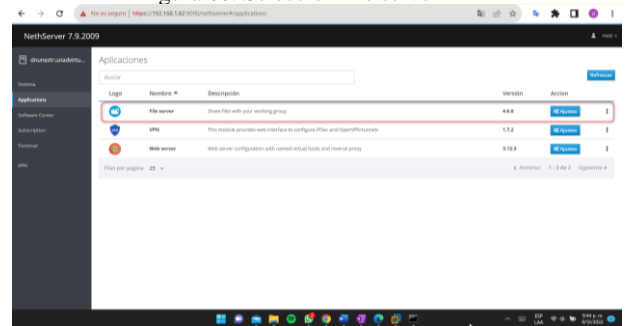 No es seguro | https://192.168.1.82:9090/nethserver#/applications
NethServer 7.9.2009
root
Aplicaciones
Buscar
Refrescar
Sistema
Applications
Software Center
Subscription
Terminal
VPN
Logo Nombre Descripción Versión Accion
File server Share files with your working group Ajustes
VPN This module provides web interface to configure IPSec and OpenVPN tunnels 1.7.2 Ajustes
Web server Web server configuration with named virtual hosts and reverse proxy 3.12.3 Ajustes
Filas por pagina 25 Anterior 1 - 3 de 3 Siguiente
ESP
LAA